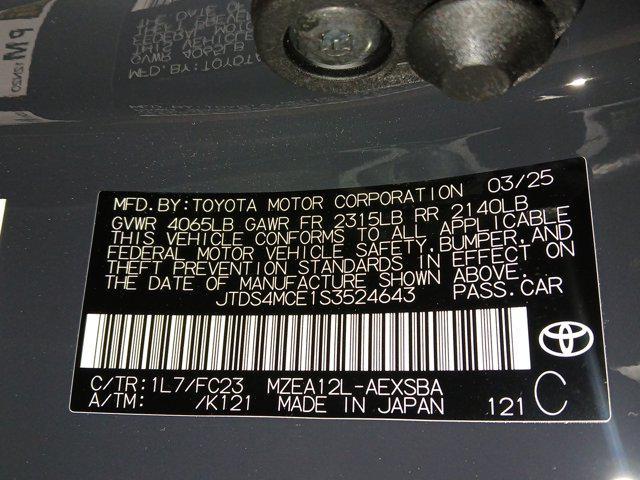 MFD.BY:TOYOTA MOTOR CORPORATION 03/25
GVWR 4065LB GAWR FR 2315LB RR 2140LB
THIS VEHICLE CONFORMS TO ALL APPLICABLE
FEDERAL MOTOR VEHICLE SAFETY,BUMPER,AND
THEFT PREVENTION STANDARDS IN EFFECT ON
THE DATE OF MANUFACTURE SHOWN ABOVE.
JTDS4MCE1S3524643 PASS.CAR
C/TR:1L7/FC23 MZEA12L-AEXSBA
A/TM: /K121 MADE IN JAPAN 121 C